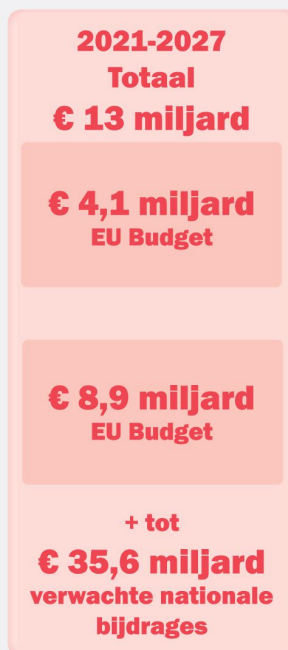 2021-2027
Totaal
€ 13 miljard
€ 4,1 miljard
EU Budget
€ 8,9 miljard
EU Budget
+ tot
€ 35,6 miljard
verwachte nationale
bijdrages